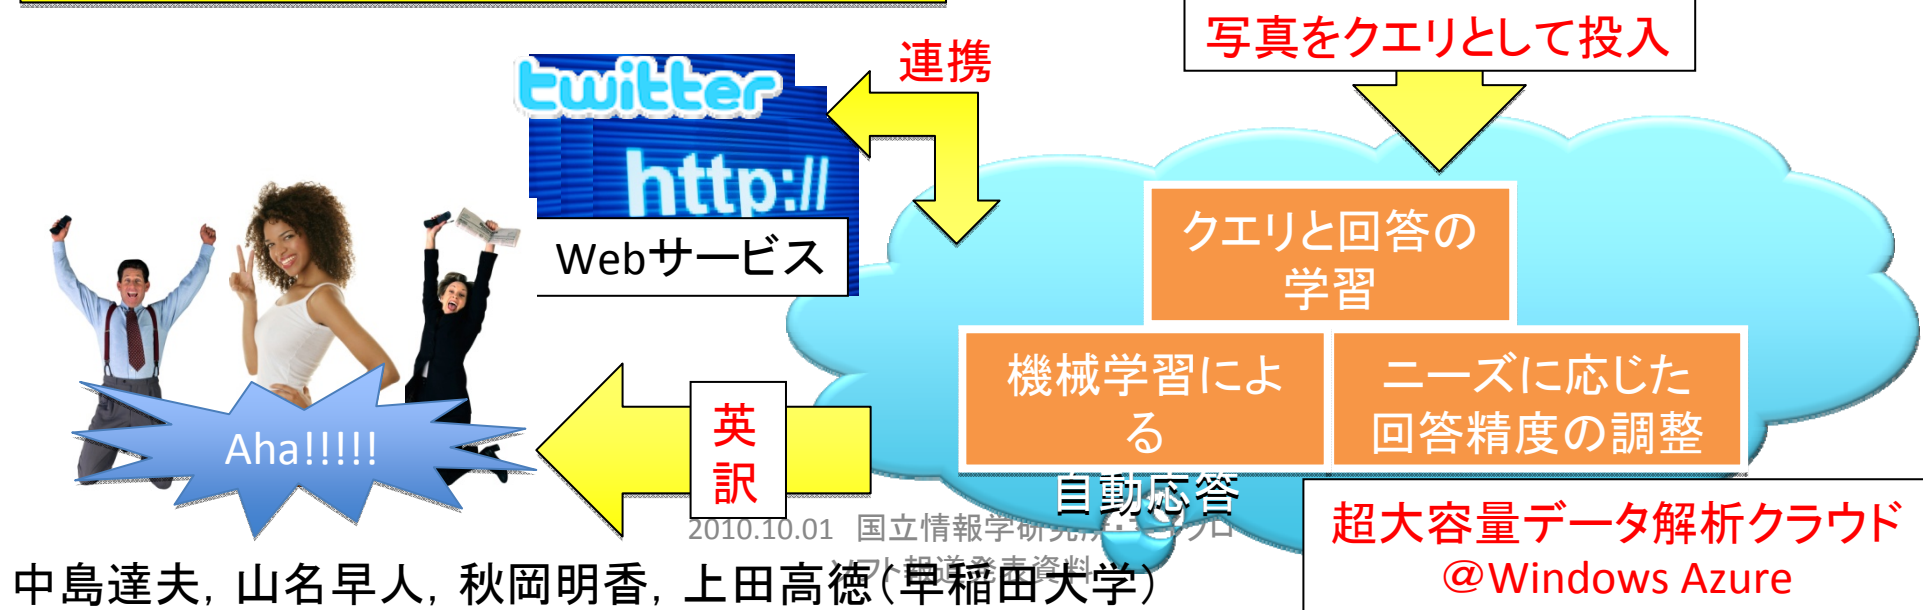 写真をクエリとして投入
連携
twitter
http://
Webサービス
クエリと回答の
学習
機械学習によ
る
自動応答
ニーズに応じた
回答精度の調整
英
訳
Aha!!!!!
超大容量データ解析クラウド
@Windows Azure
2010.10.01 国立情報学研究所・マイクロ
ソフト報道発表資料
中島達夫, 山名早人, 秋岡明香, 上田高徳(早稲田大学)